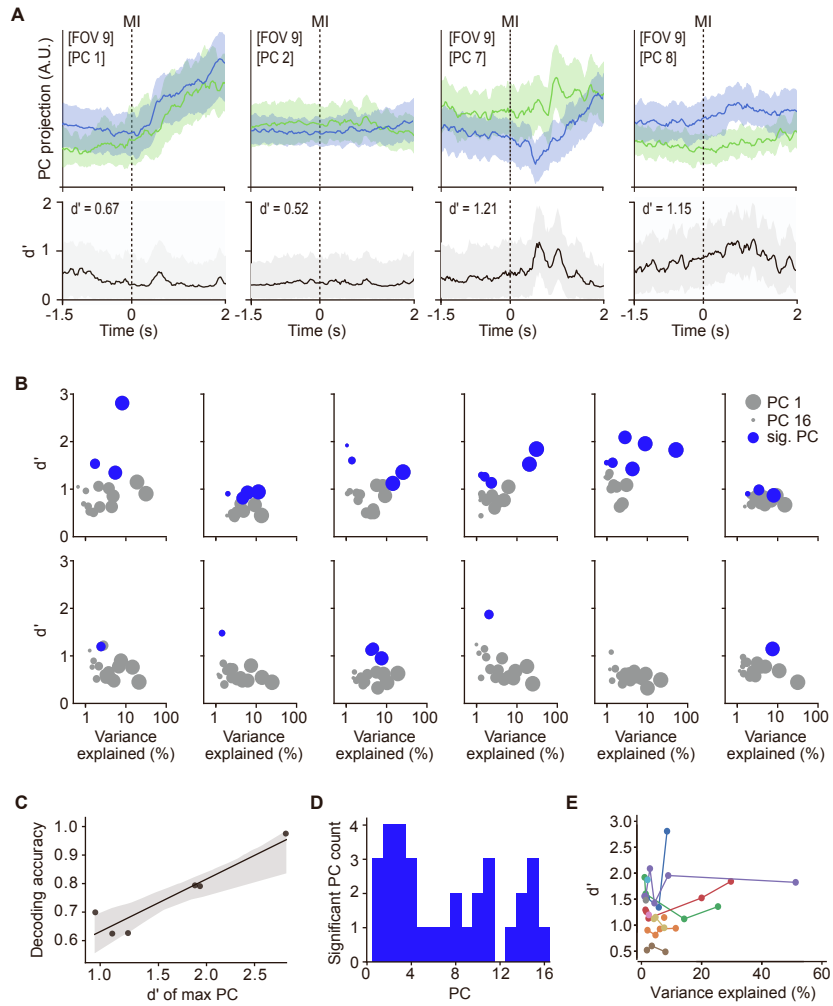 A
MI MI MI MI
[FOV 9] [FOV 9] [FOV 9] [FOV 9]
[PC 1] [PC 2] [PC 7] [PC 8]
PC projection (A.U.)
2 d' = 0.67 d' = 0.52 d' = 1.21 d' = 1.15
d'
1
0
-1.5 0 2 -1.5 0 2 -1.5 0 2 -1.5 0 2
Time (s) Time (s) Time (s) Time (s)
B
3
PC 1
PC 16
sig. PC
2
d'
1
0
3
2
d'
1
0
1 10 100 1 10 100 1 10 100 1 10 100 1 10 100 1 10 100
Variance Variance Variance Variance Variance Variance
explained (%) explained (%) explained (%) explained (%) explained (%) explained (%)
C
1.0
0.9
0.8
0.7
0.6
Decoding accuracy
1.0 1.5 2.0 2.5
d' of max PC
D
4
3
2
1
0
Significant PC count
0 4 8 12 16
PC
E
3.0
2.5
2.0
1.5
1.0
0.5
d'
0 20 40 60
Variance explained (%)